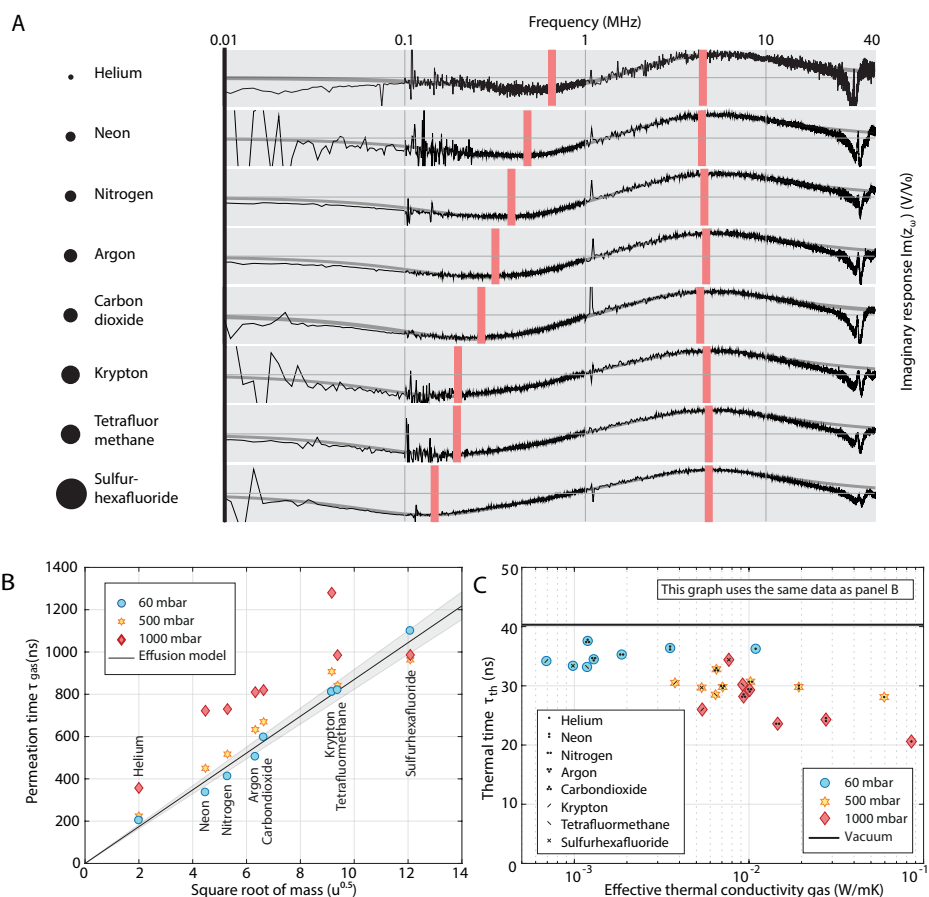 A
Frequency (MHz)
0.01 0.1 1 10 40
Helium
Neon
Nitrogen
Argon
Carbon
dioxide
Krypton
Tetrafluor
methane
Sulfur-
hexafluoride
Imaginary response Im(zω) (V/V₀)
B
Permeation time τgas(ns)
1400
1200
1000
800
600
400
200
0
60 mbar
500 mbar
1000 mbar
Effusion model
Helium
Neon
Nitrogen
Argon
Carbondioxide
Krypton
Tetrafluormethane
Sulfurhexafluoride
0 2 4 6 8 10 12 14
Square root of mass (u⁰·⁵)
C
Thermal time τth (ns)
50
40
30
20
10
0
This graph uses the same data as panel B
Helium
Neon
Nitrogen
Argon
Carbondioxide
Krypton
Tetrafluormethane
Sulfurhexafluoride
60 mbar
500 mbar
1000 mbar
Vacuum
10⁻³ 10⁻² 10⁻¹
Effective thermal conductivity gas (W/mK)